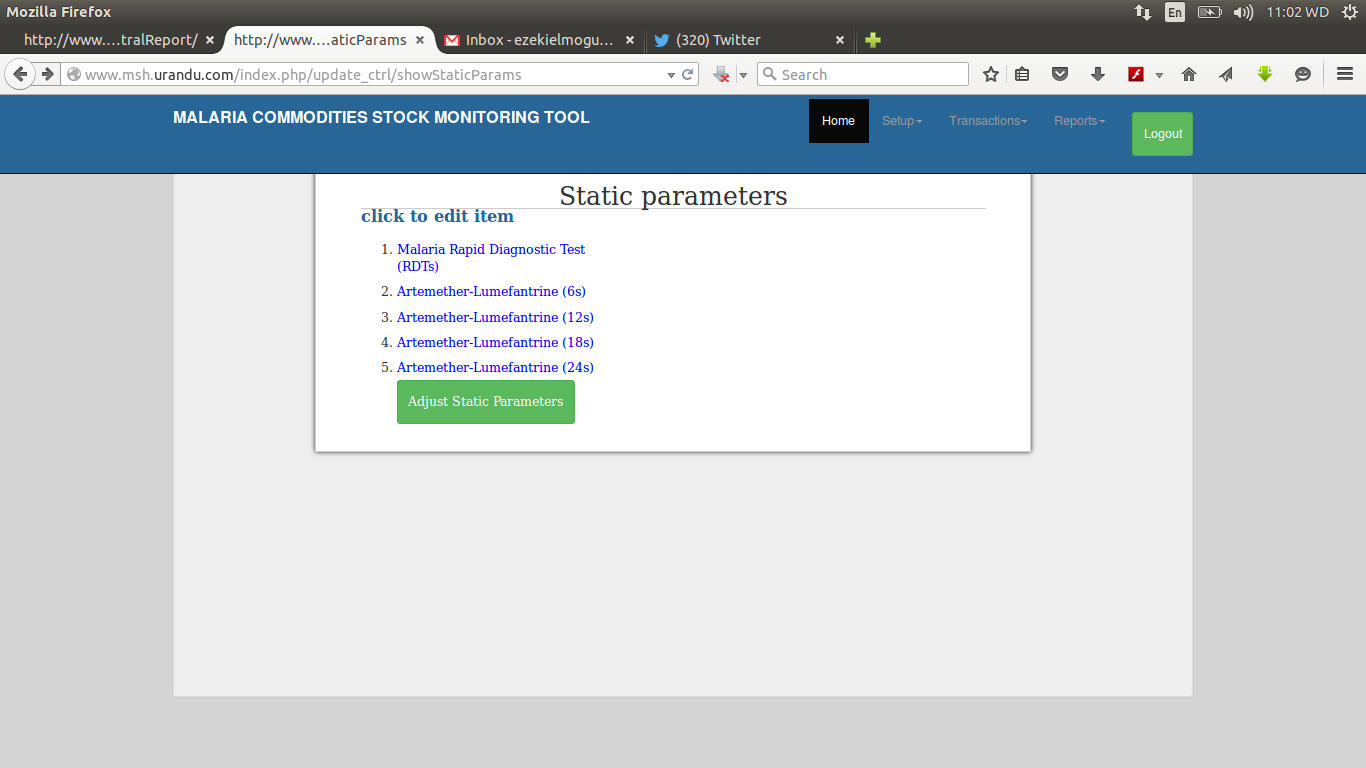 Mozilla Firefox
En
11:02 WD
http://www.…tralReport/
http://www.…aticParams
Inbox - ezekielmogu…
(320) Twitter
www.msh.urandu.com/index.php/update_ctrl/showStaticParams
Search
MALARIA COMMODITIES STOCK MONITORING TOOL
Home
Setup
Transactions
Reports
Logout
Static parameters
click to edit item
1. Malaria Rapid Diagnostic Test
(RDTs)
2. Artemether-Lumefantrine (6s)
3. Artemether-Lumefantrine (12s)
4. Artemether-Lumefantrine (18s)
5. Artemether-Lumefantrine (24s)
Adjust Static Parameters